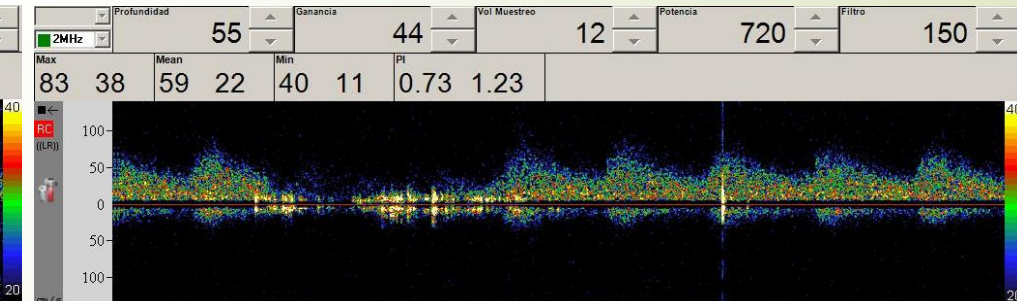 Profundidad Ganancia Vol Muestreo Potencia Filtro
2MHz 55 44 12 720 150
Max Mean Min PI
83 38 59 22 40 11 0.73 1.23
40 40
RC
((LR))
100
50
0
50
100
20 20